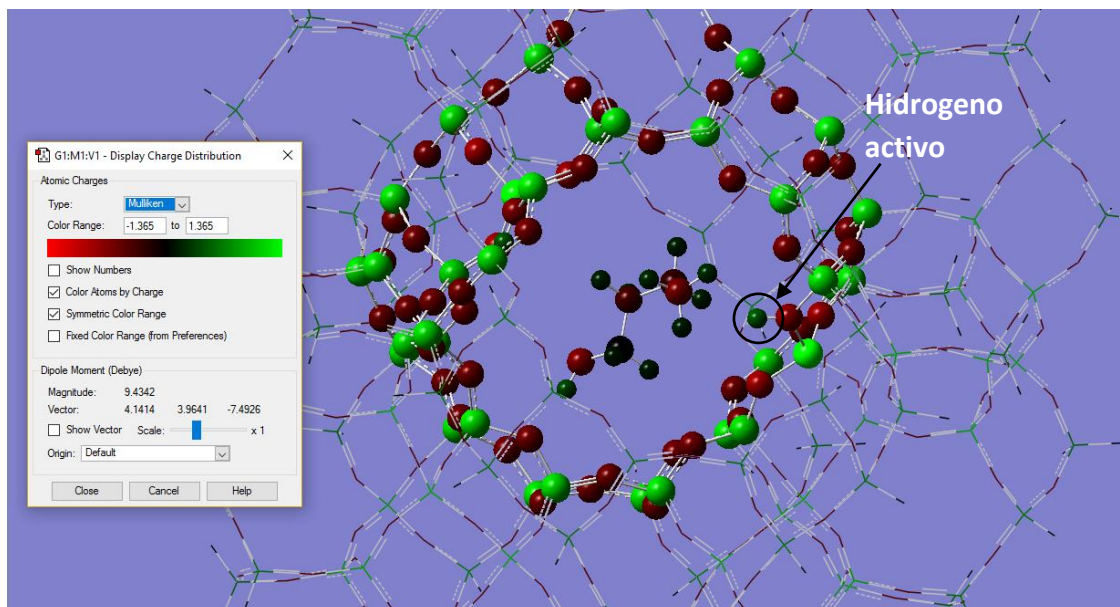 G1:M1:V1 - Display Charge Distribution
Atomic Charges
Type: Mulliken
Color Range: -1.365 to 1.365
Show Numbers
Color Atoms by Charge
Symmetric Color Range
Fixed Color Range (from Preferences)
Dipole Moment (Debye)
Magnitude: 9.4342
Vector: 4.1414 3.9641 -7.4926
Show Vector Scale: x 1
Origin: Default
Close Cancel Help
Hidrogeno
activo